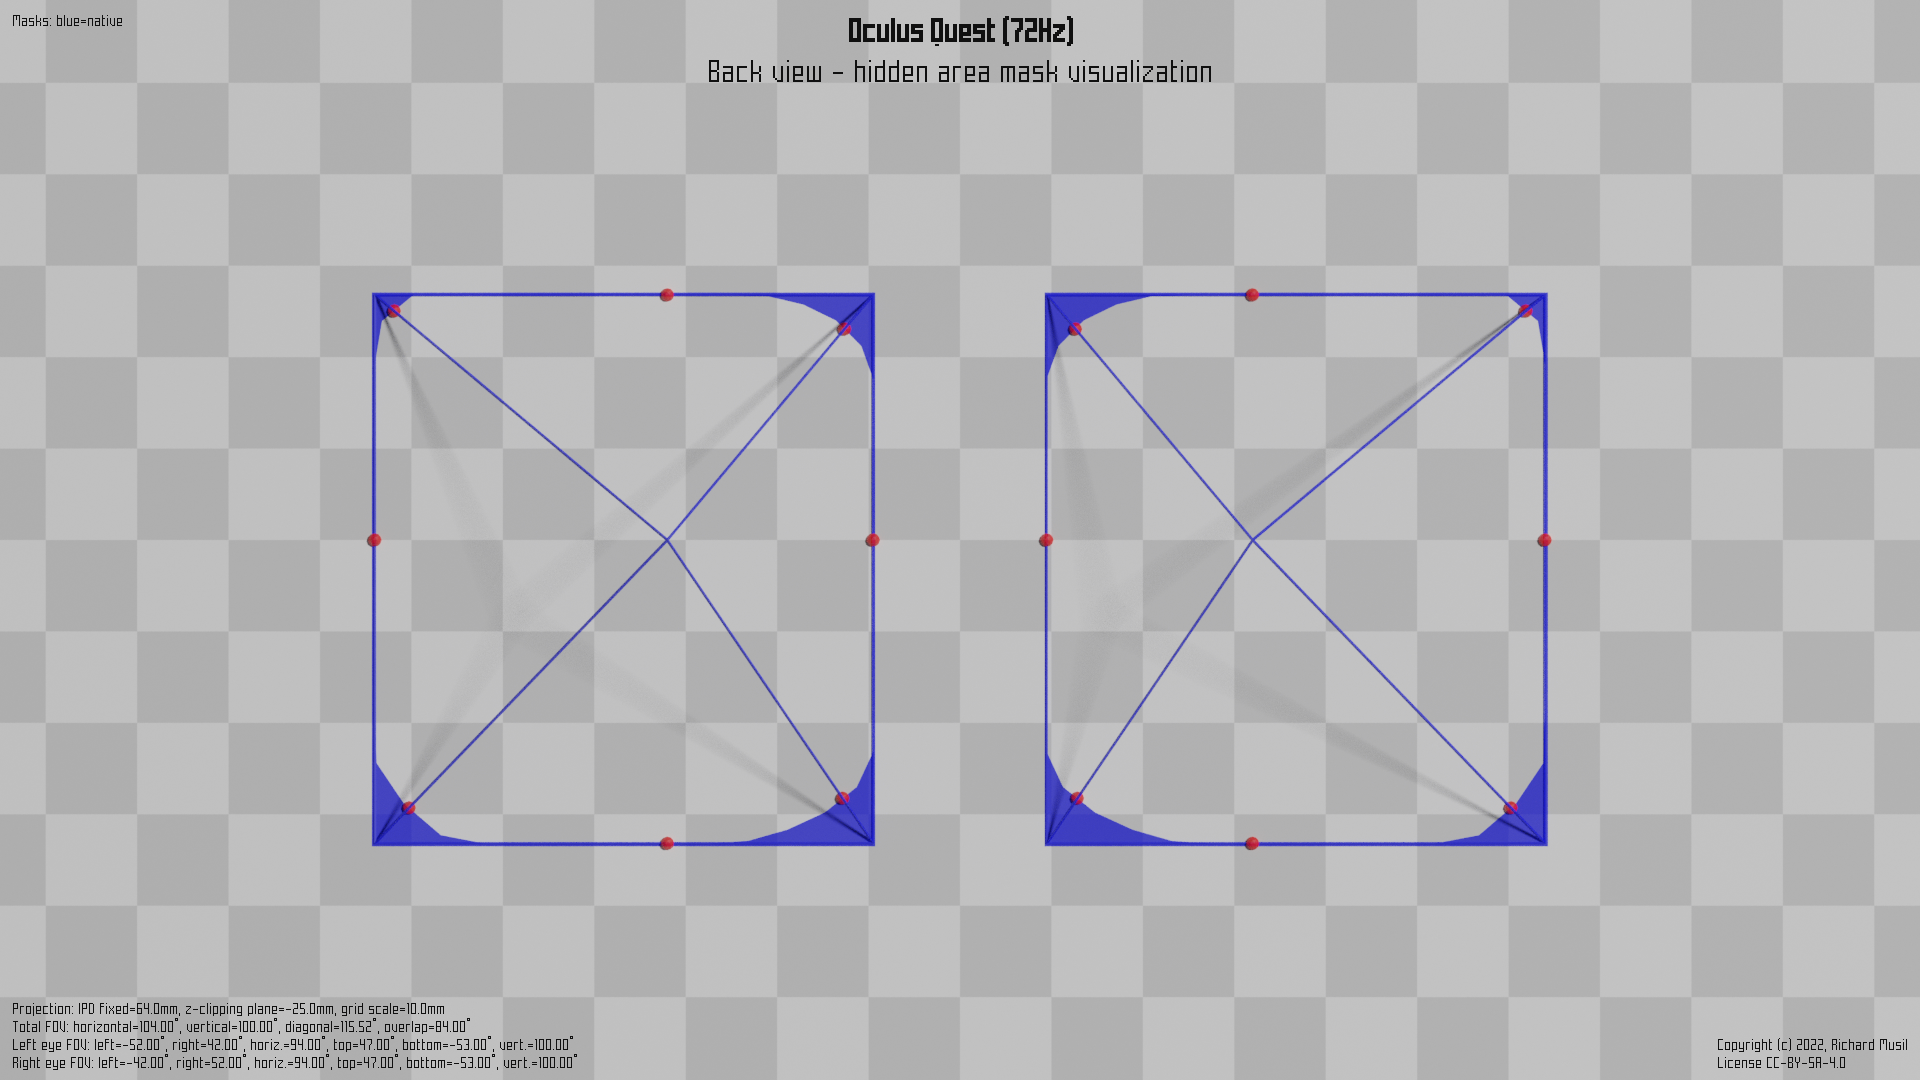 Masks: blue=native
Oculus Quest (72Hz)
Back view - hidden area mask visualization
Projection: IPD fixed=64.0mm, z-clipping plane=-25.0mm, grid scale=10.0mm
Total FOV: horizontal=104.00°, vertical=100.00°, diagonal=115.52°, overlap=84.00°
Left eye FOV: left=-52.00°, right=42.00°, horiz.=94.00°, top=47.00°, bottom=-53.00°, vert.=100.00°
Right eye FOV: left=-42.00°, right=52.00°, horiz.=94.00°, top=47.00°, bottom=-53.00°, vert.=100.00°
Copyright (c) 2022, Richard Musil
License CC-BY-SA-4.0